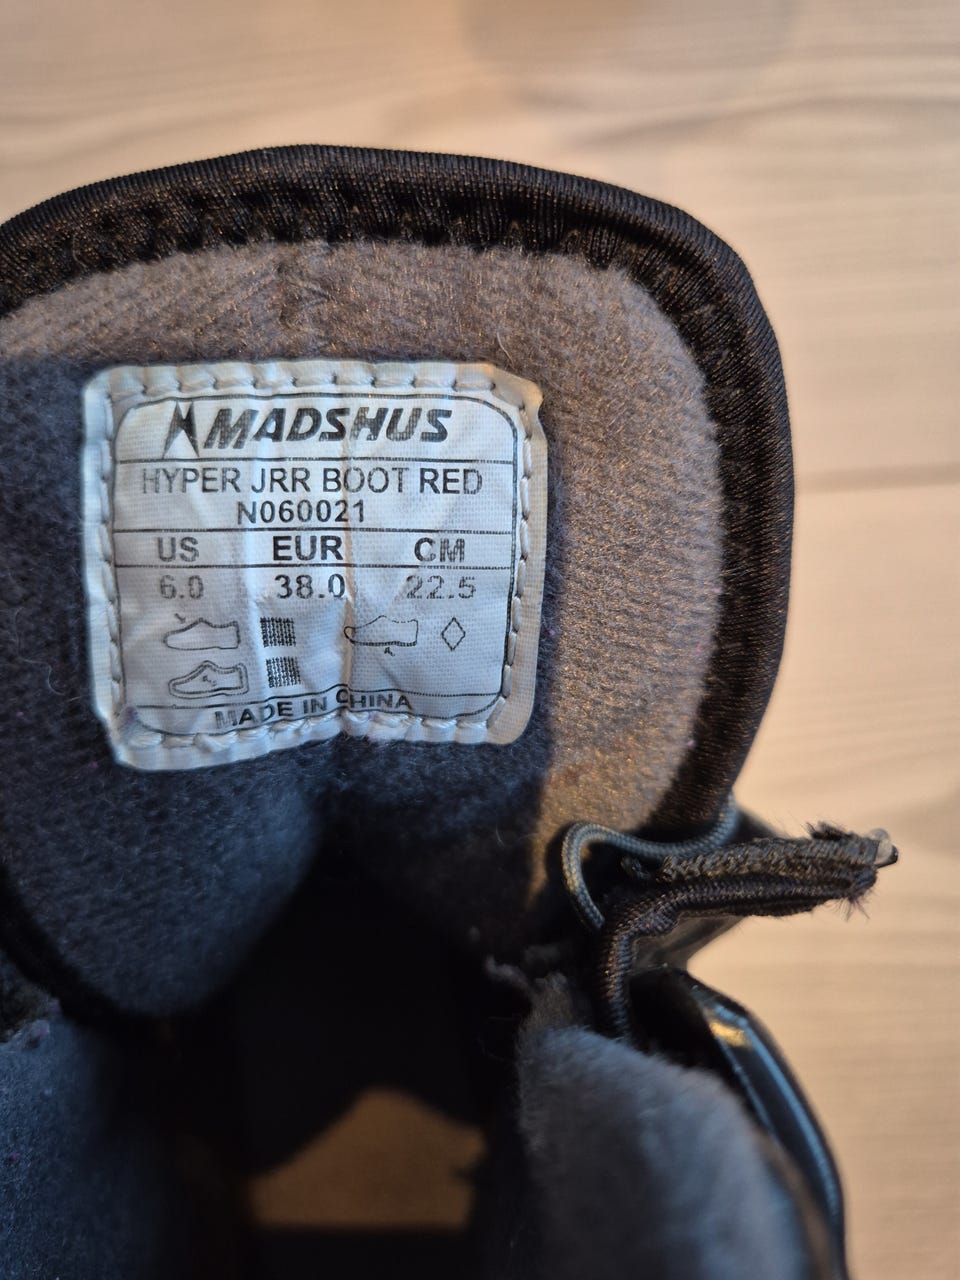 MADSHUS
HYPER JRR BOOT RED
N060021
US EUR CM
6.0 38.0 22.5
MADE IN CHINA